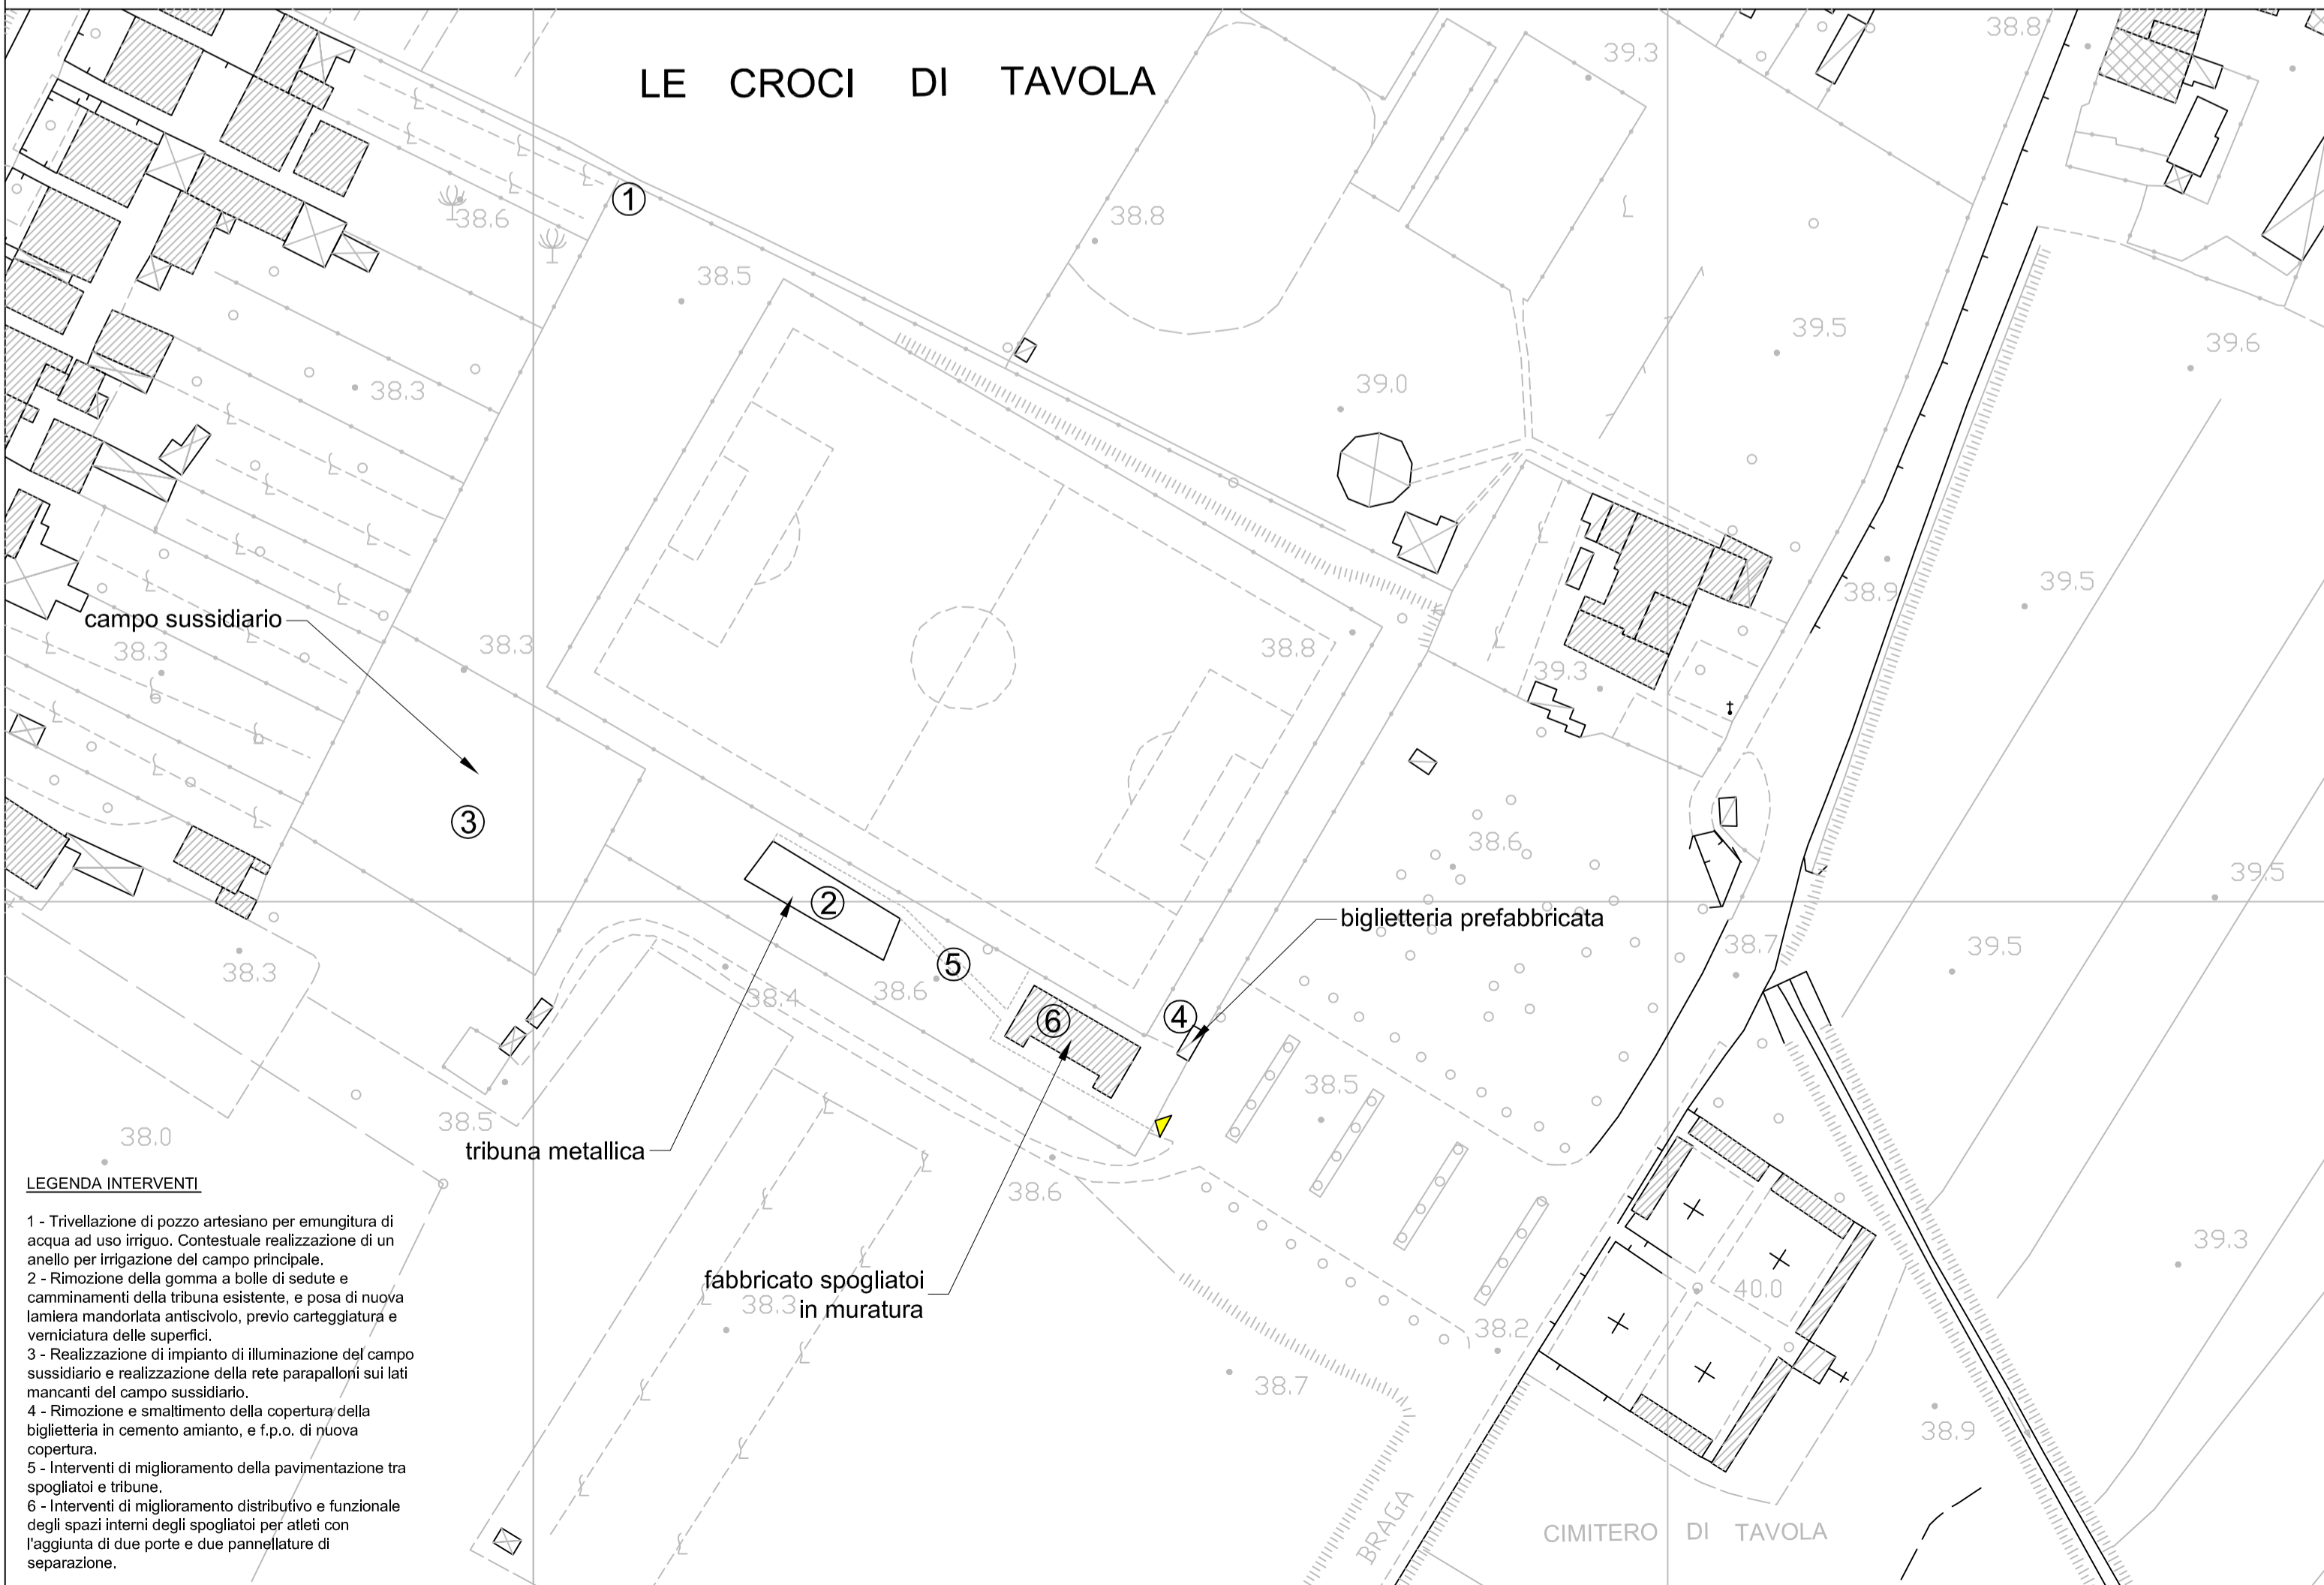 LE CROCI DI TAVOLA
38.8
39.3
1
38.6
38.8
38.5
39.5
39.6
39.0
38.3
38.9
39.5
campo sussidiario
38.3
38.3
38.8
39.3
3
38.6
39.5
2
biglietteria prefabbricata
38.7
39.5
5
38.3
38.4
38.6
6
4
38.5
38.5
38.0
tribuna metallica
38.6
39.3
fabbricato spogliatoi
in muratura
38.3
40.0
38.2
38.7
38.9
BRAGA
CIMITERO DI TAVOLA
LEGENDA INTERVENTI
1 - Trivellazione di pozzo artesiano per emungitura di
acqua ad uso irriguo. Contestuale realizzazione di un
anello per irrigazione del campo principale.
2 - Rimozione della gomma a bolle di sedute e
camminamenti della tribuna esistente, e posa di nuova
lamiera mandorlata antiscivolo, previo carteggiatura e
verniciatura delle superfici.
3 - Realizzazione di impianto di illuminazione del campo
sussidiario e realizzazione della rete parapalloni sui lati
mancanti del campo sussidiario.
4 - Rimozione e smaltimento della copertura della
biglietteria in cemento amianto, e f.p.o. di nuova
copertura.
5 - Interventi di miglioramento della pavimentazione tra
spogliatoi e tribune.
6 - Interventi di miglioramento distributivo e funzionale
degli spazi interni degli spogliatoi per atleti con
l'aggiunta di due porte e due pannellature di
separazione.